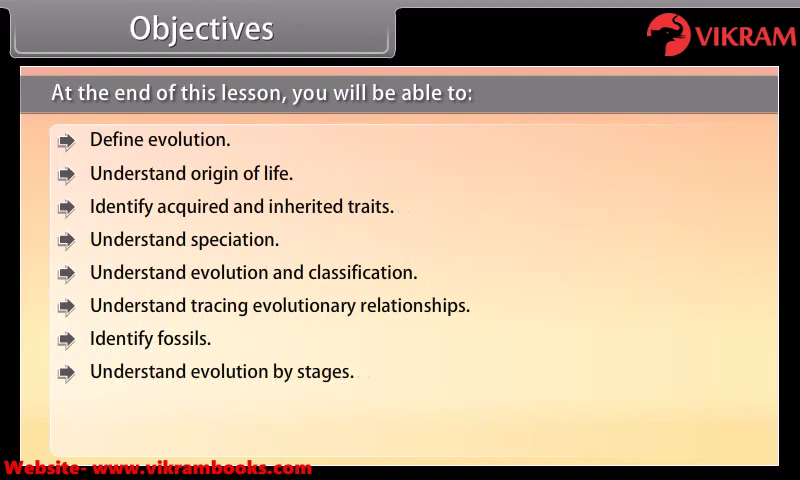 Objectives
VIKRAM
At the end of this lesson, you will be able to:
Define evolution.
Understand origin of life.
Identify acquired and inherited traits.
Understand speciation.
Understand evolution and classification.
Understand tracing evolutionary relationships.
Identify fossils.
Understand evolution by stages.
Website- www.vikrambooks.com